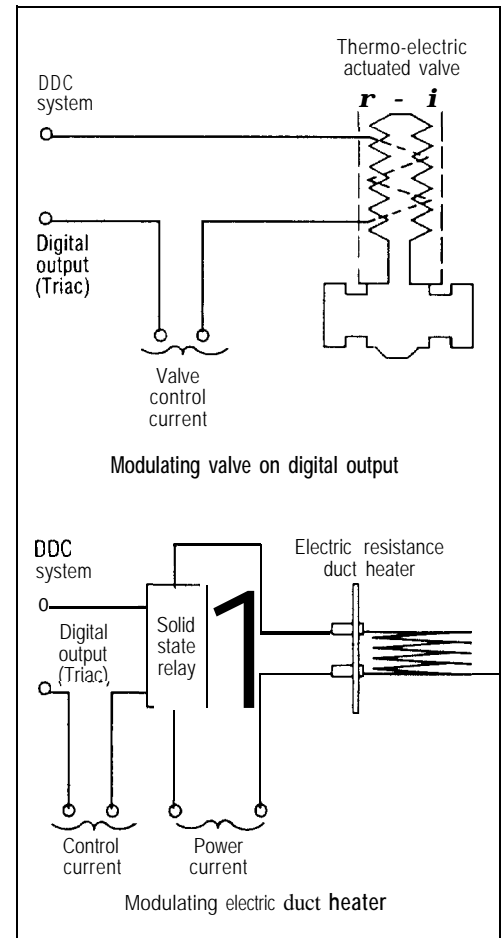 Thermo-electric
actuated valve
r - i
DDC
system
Digital
output
(Triac)
Valve
control
current
Modulating valve on digital output
DDC
system
Electric resistance
duct heater
Digital
output
(Triac)
Solid
state
relay
1
Control
current
Power
current
Modulating electric duct heater